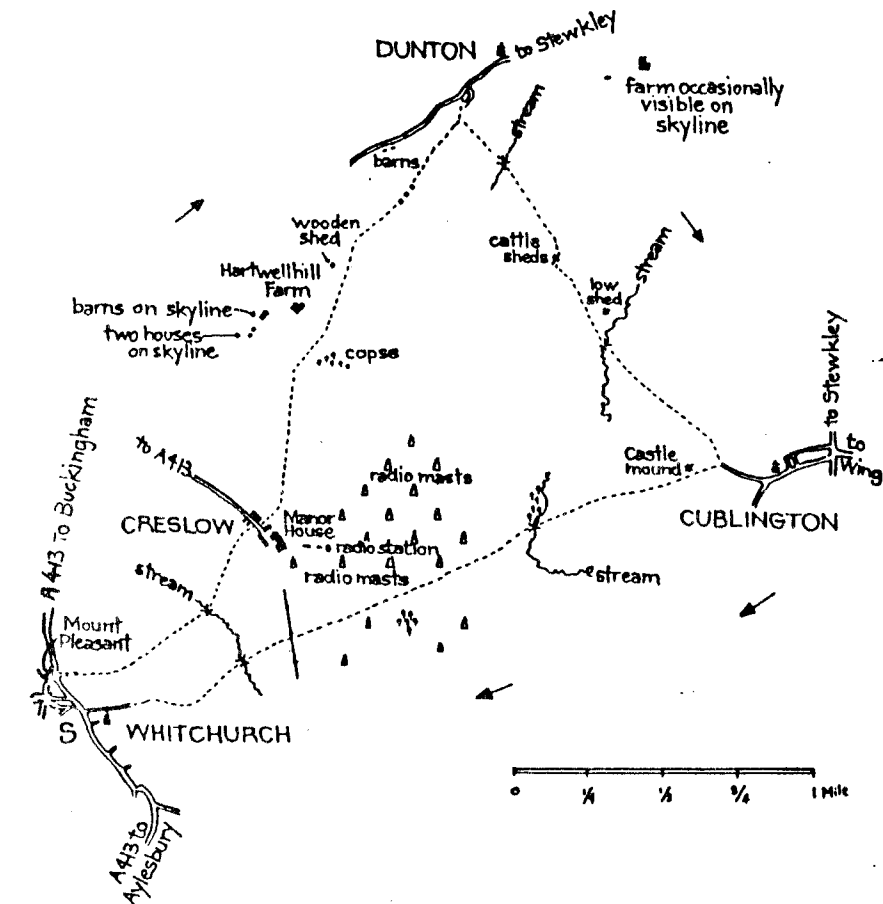 DUNTON
to Stewkley
stream
farm occasionally
visible on
skyline
barns
wooden
shed
cattle
sheds
stream
Hartwellhill
Farm
low
shed
barns on skyline
two houses
on skyline
copse
to Stewkley
to
Wing
A413 to Buckingham
to A413
radio masts
Castle
mound
CRESLOW
Manor
House
radio station
radio masts
CUBLINGTON
stream
stream
Mount
Pleasant
S
WHITCHURCH
0 1/4 1/2 3/4 1 Mile
A413 to
Aylesbury